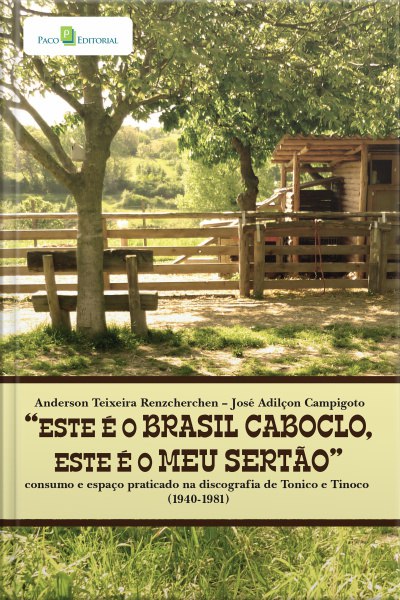 PACO EDITORIAL
Anderson Teixeira Renzcherchen – José Adilçon Campigoto
“ESTE É O BRASIL CABOCLO,
ESTE É O MEU SERTÃO”
consumo e espaço praticado na discografia de Tonico e Tinoco
(1940-1981)